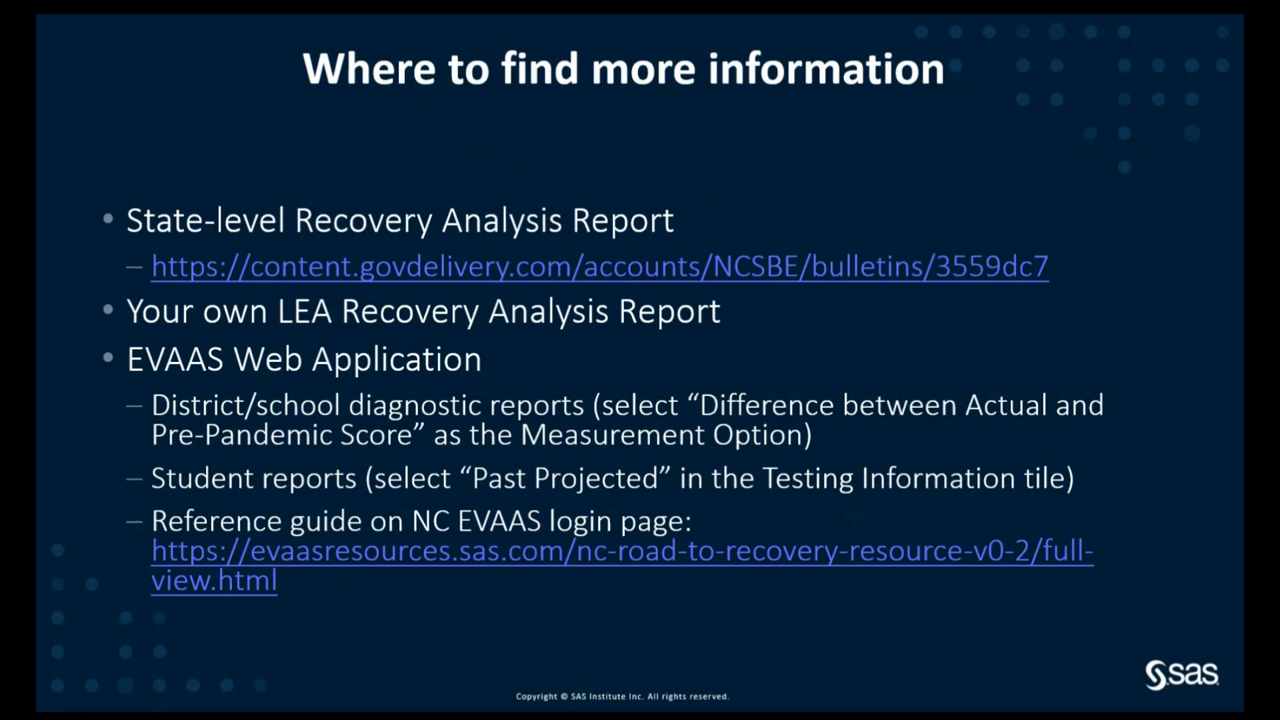 Where to find more information
• State-level Recovery Analysis Report
– https://content.govdelivery.com/accounts/NCSBE/bulletins/3559dc7
• Your own LEA Recovery Analysis Report
• EVAAS Web Application
– District/school diagnostic reports (select “Difference between Actual and
Pre-Pandemic Score” as the Measurement Option)
– Student reports (select “Past Projected” in the Testing Information tile)
– Reference guide on NC EVAAS login page:
https://evaasresources.sas.com/nc-road-to-recovery-resource-v0-2/full-
view.html
sas
Copyright © SAS Institute Inc. All rights reserved.